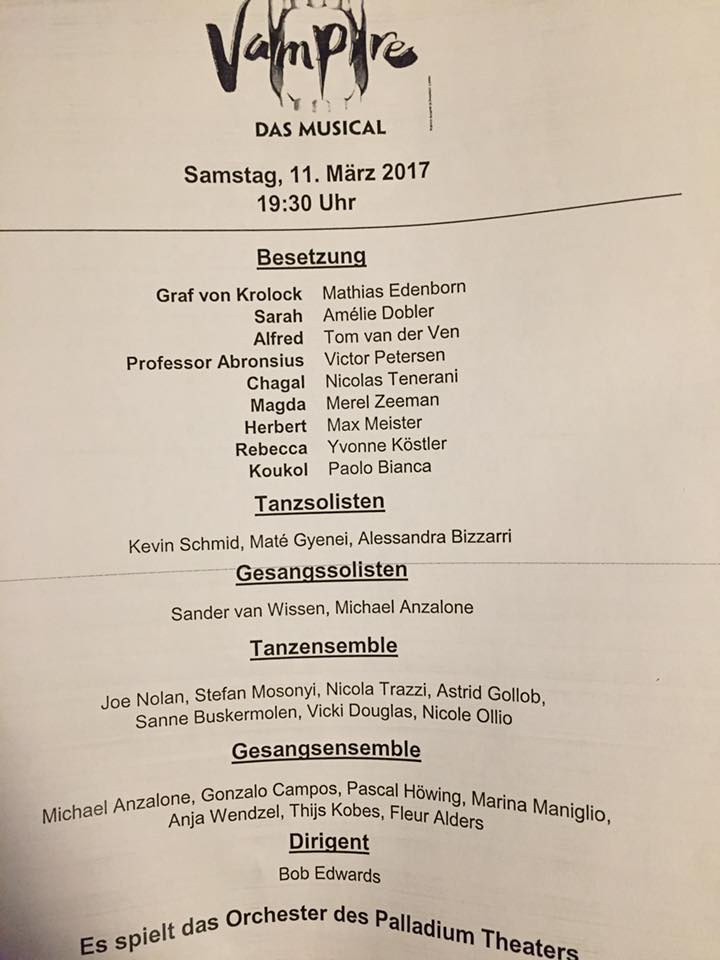 Vampire
DAS MUSICAL
Samstag, 11. März 2017
19:30 Uhr
Besetzung
Graf von Krolock Mathias Edenborn
Sarah Amélie Dobler
Alfred Tom van der Ven
Professor Abronsius Victor Petersen
Chagal Nicolas Tenerani
Magda Merel Zeeman
Herbert Max Meister
Rebecca Yvonne Köstler
Koukol Paolo Bianca
Tanzsolisten
Kevin Schmid, Maté Gyenei, Alessandra Bizzarri
Gesangssolisten
Sander van Wissen, Michael Anzalone
Tanzensemble
Joe Nolan, Stefan Mosonyi, Nicola Trazzi, Astrid Gollob,
Sanne Buskermolen, Vicki Douglas, Nicole Ollio
Gesangsensemble
Michael Anzalone, Gonzalo Campos, Pascal Höwing, Marina Maniglio,
Anja Wendzel, Thijs Kobes, Fleur Alders
Dirigent
Bob Edwards
Es spielt das Orchester des Palladium Theaters